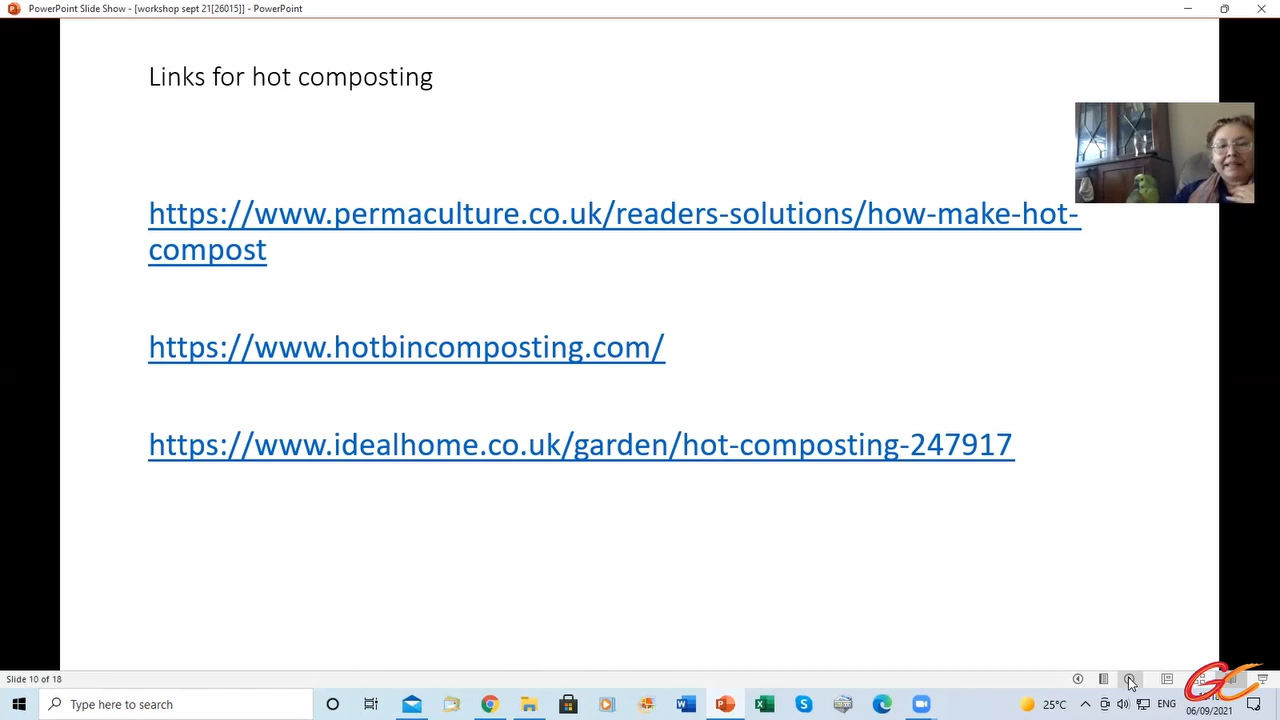 PowerPoint Slide Show - [workshop sept 21[26015]] - PowerPoint
Links for hot composting
https://www.permaculture.co.uk/readers-solutions/how-make-hot-
compost
https://www.hotbincomposting.com/
https://www.idealhome.co.uk/garden/hot-composting-247917
Slide 10 of 18
GC
Type here to search
25°C
ENG
06/09/2021